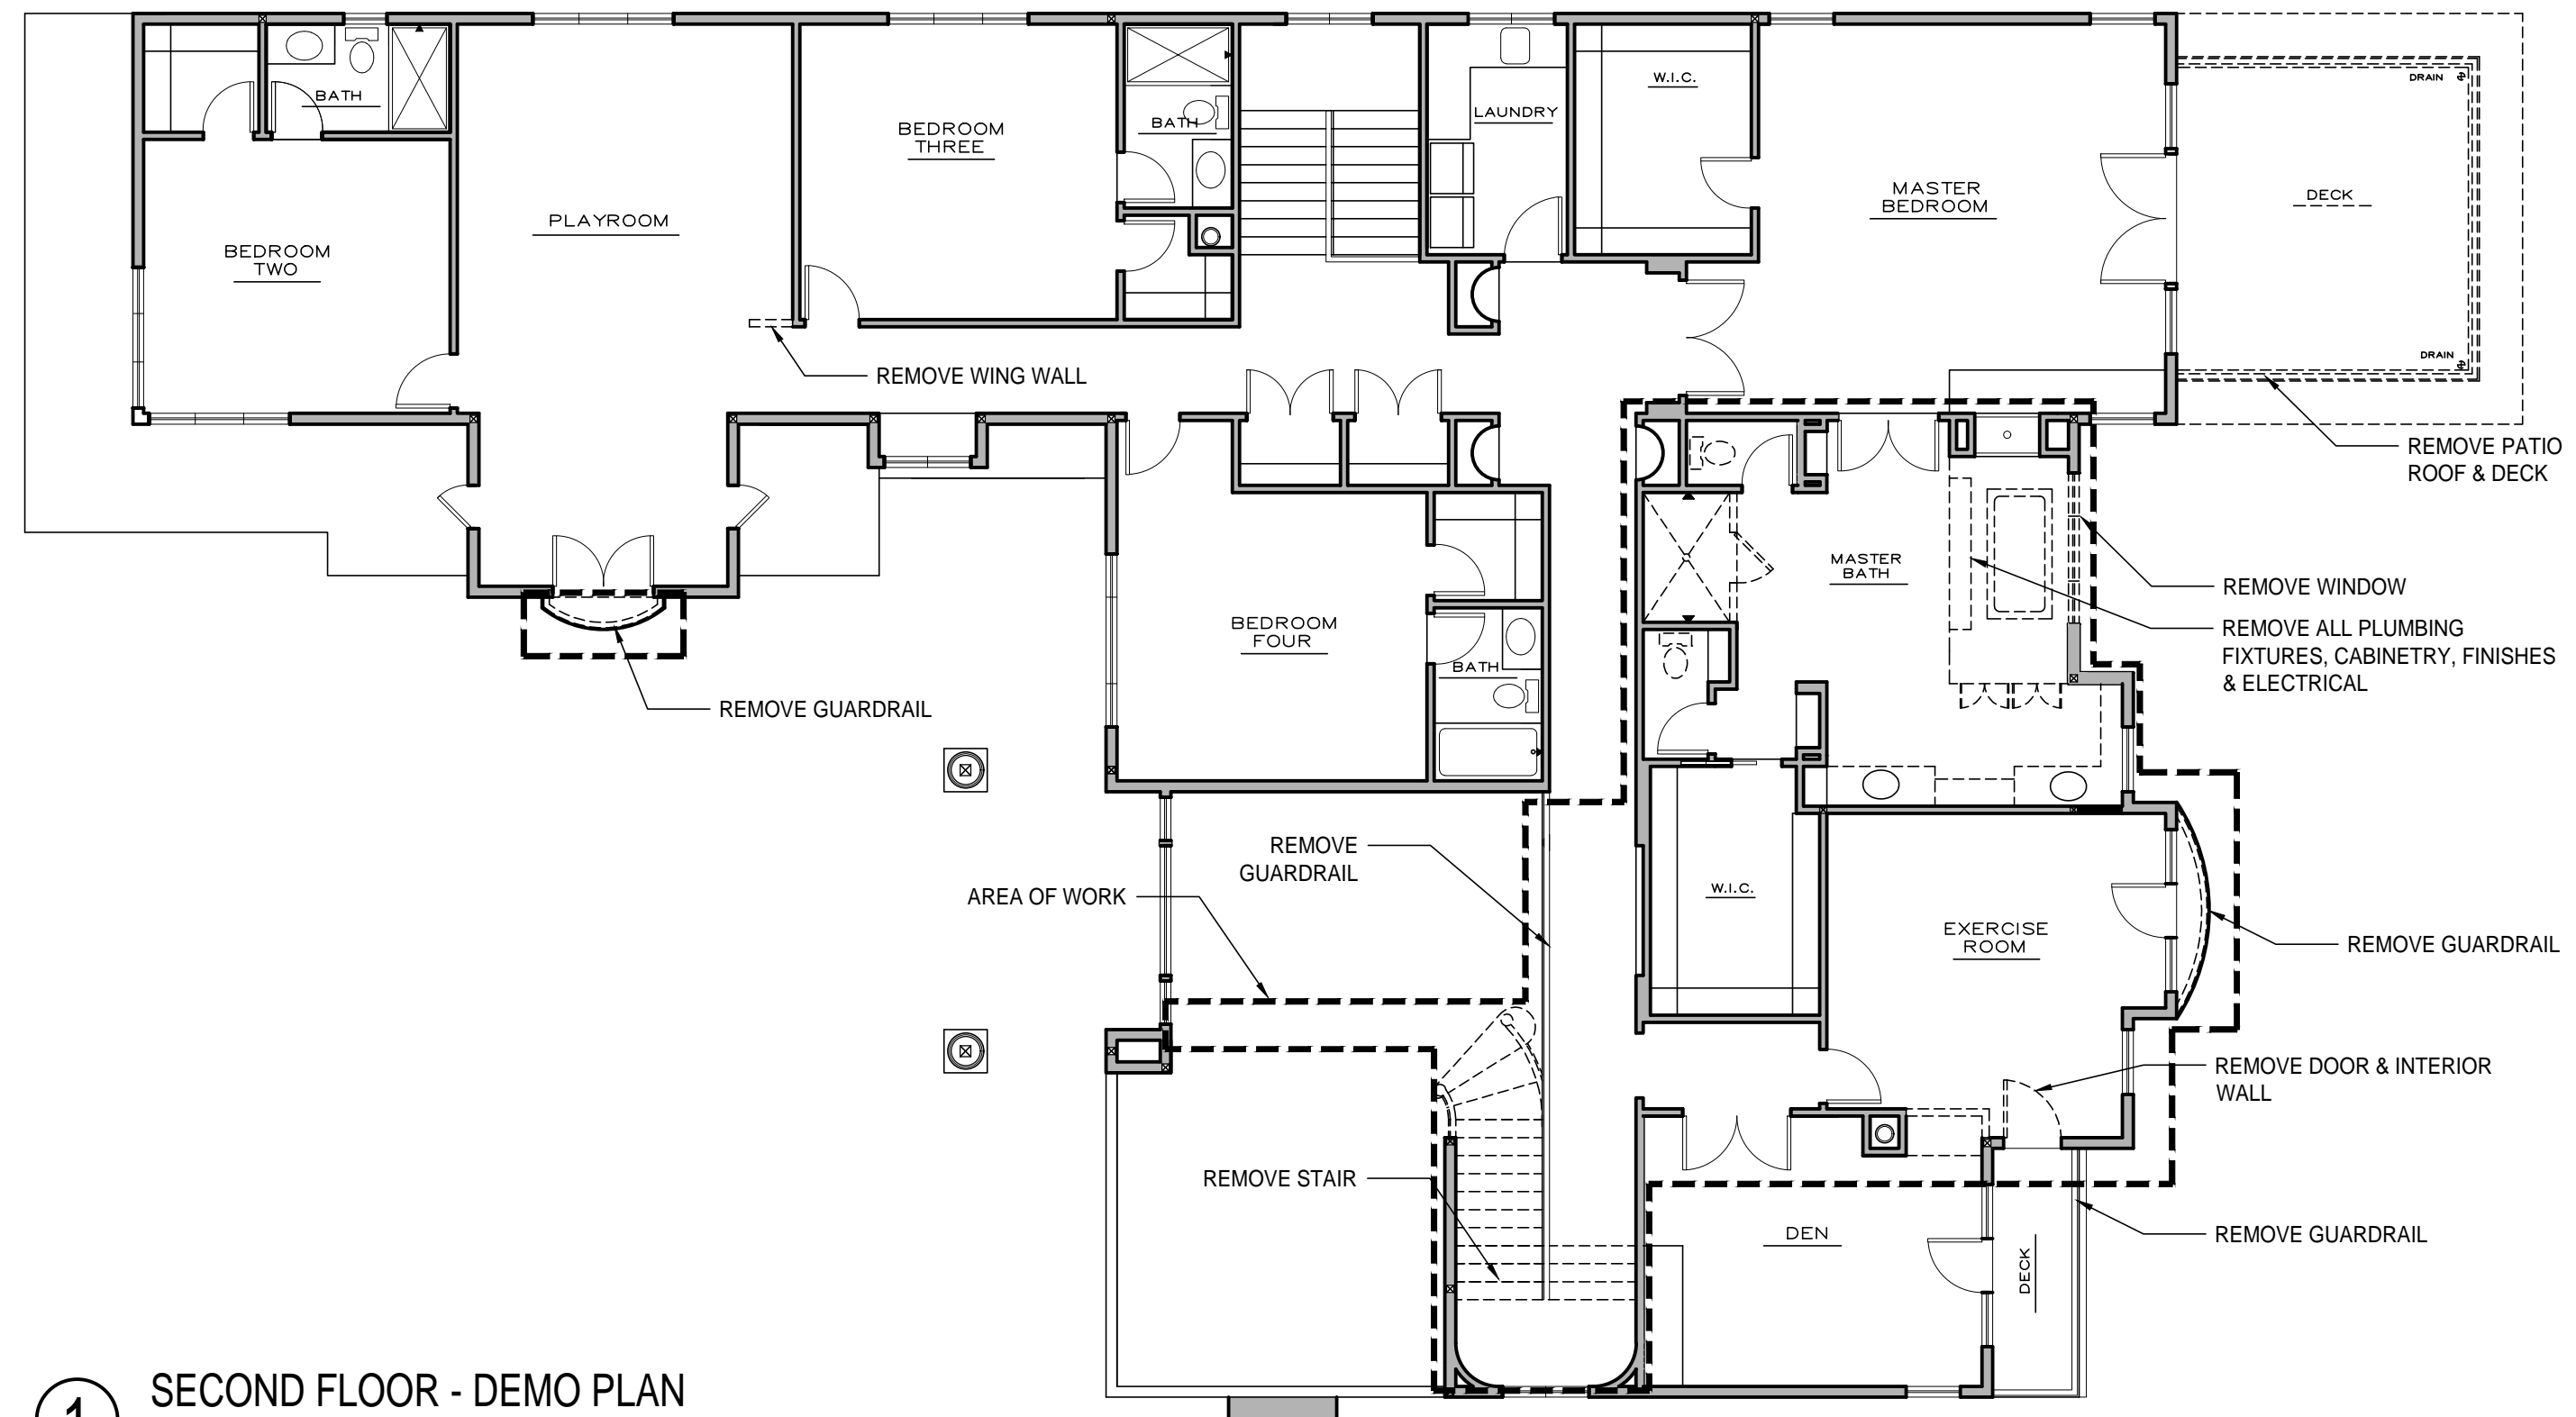 BATH
BEDROOM
TWO
PLAYROOM
BEDROOM
THREE
BATH
LAUNDRY
W.I.C.
MASTER
BEDROOM
DRAIN
DECK
DRAIN
REMOVE WING WALL
REMOVE PATIO
ROOF & DECK
MASTER
BATH
REMOVE WINDOW
REMOVE ALL PLUMBING
FIXTURES, CABINETRY, FINISHES
& ELECTRICAL
BEDROOM
FOUR
BATH
REMOVE GUARDRAIL
REMOVE
GUARDRAIL
AREA OF WORK
W.I.C.
EXERCISE
ROOM
REMOVE GUARDRAIL
REMOVE DOOR & INTERIOR
WALL
REMOVE STAIR
DEN
DECK
REMOVE GUARDRAIL
1
SECOND FLOOR - DEMO PLAN